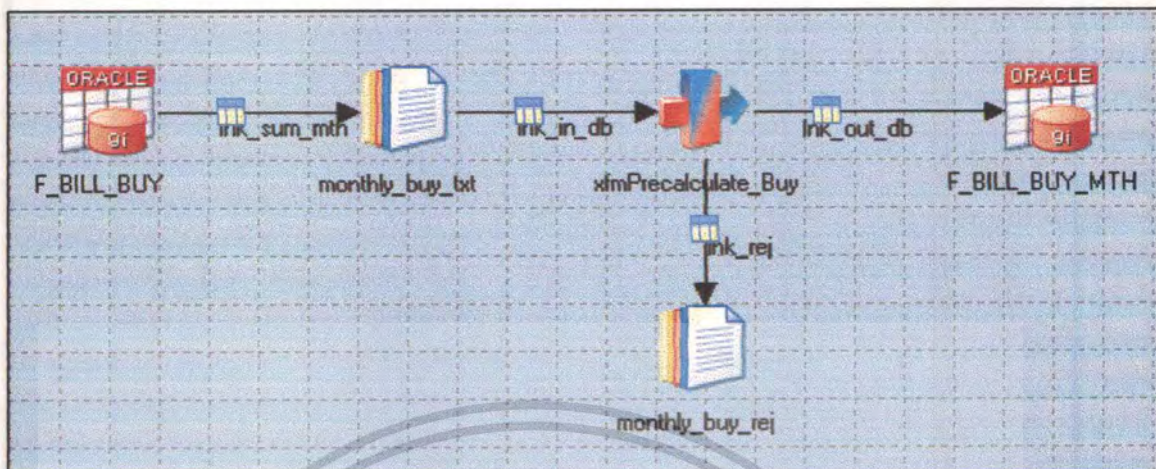 ORACLE
9i
F_BILL_BUY
lnk_sum_mth
monthly_buy_txt
lnk_in_db
xfmPrecalculate_Buy
lnk_out_db
ORACLE
9i
F_BILL_BUY_MTH
lnk_rej
monthly_buy_rej